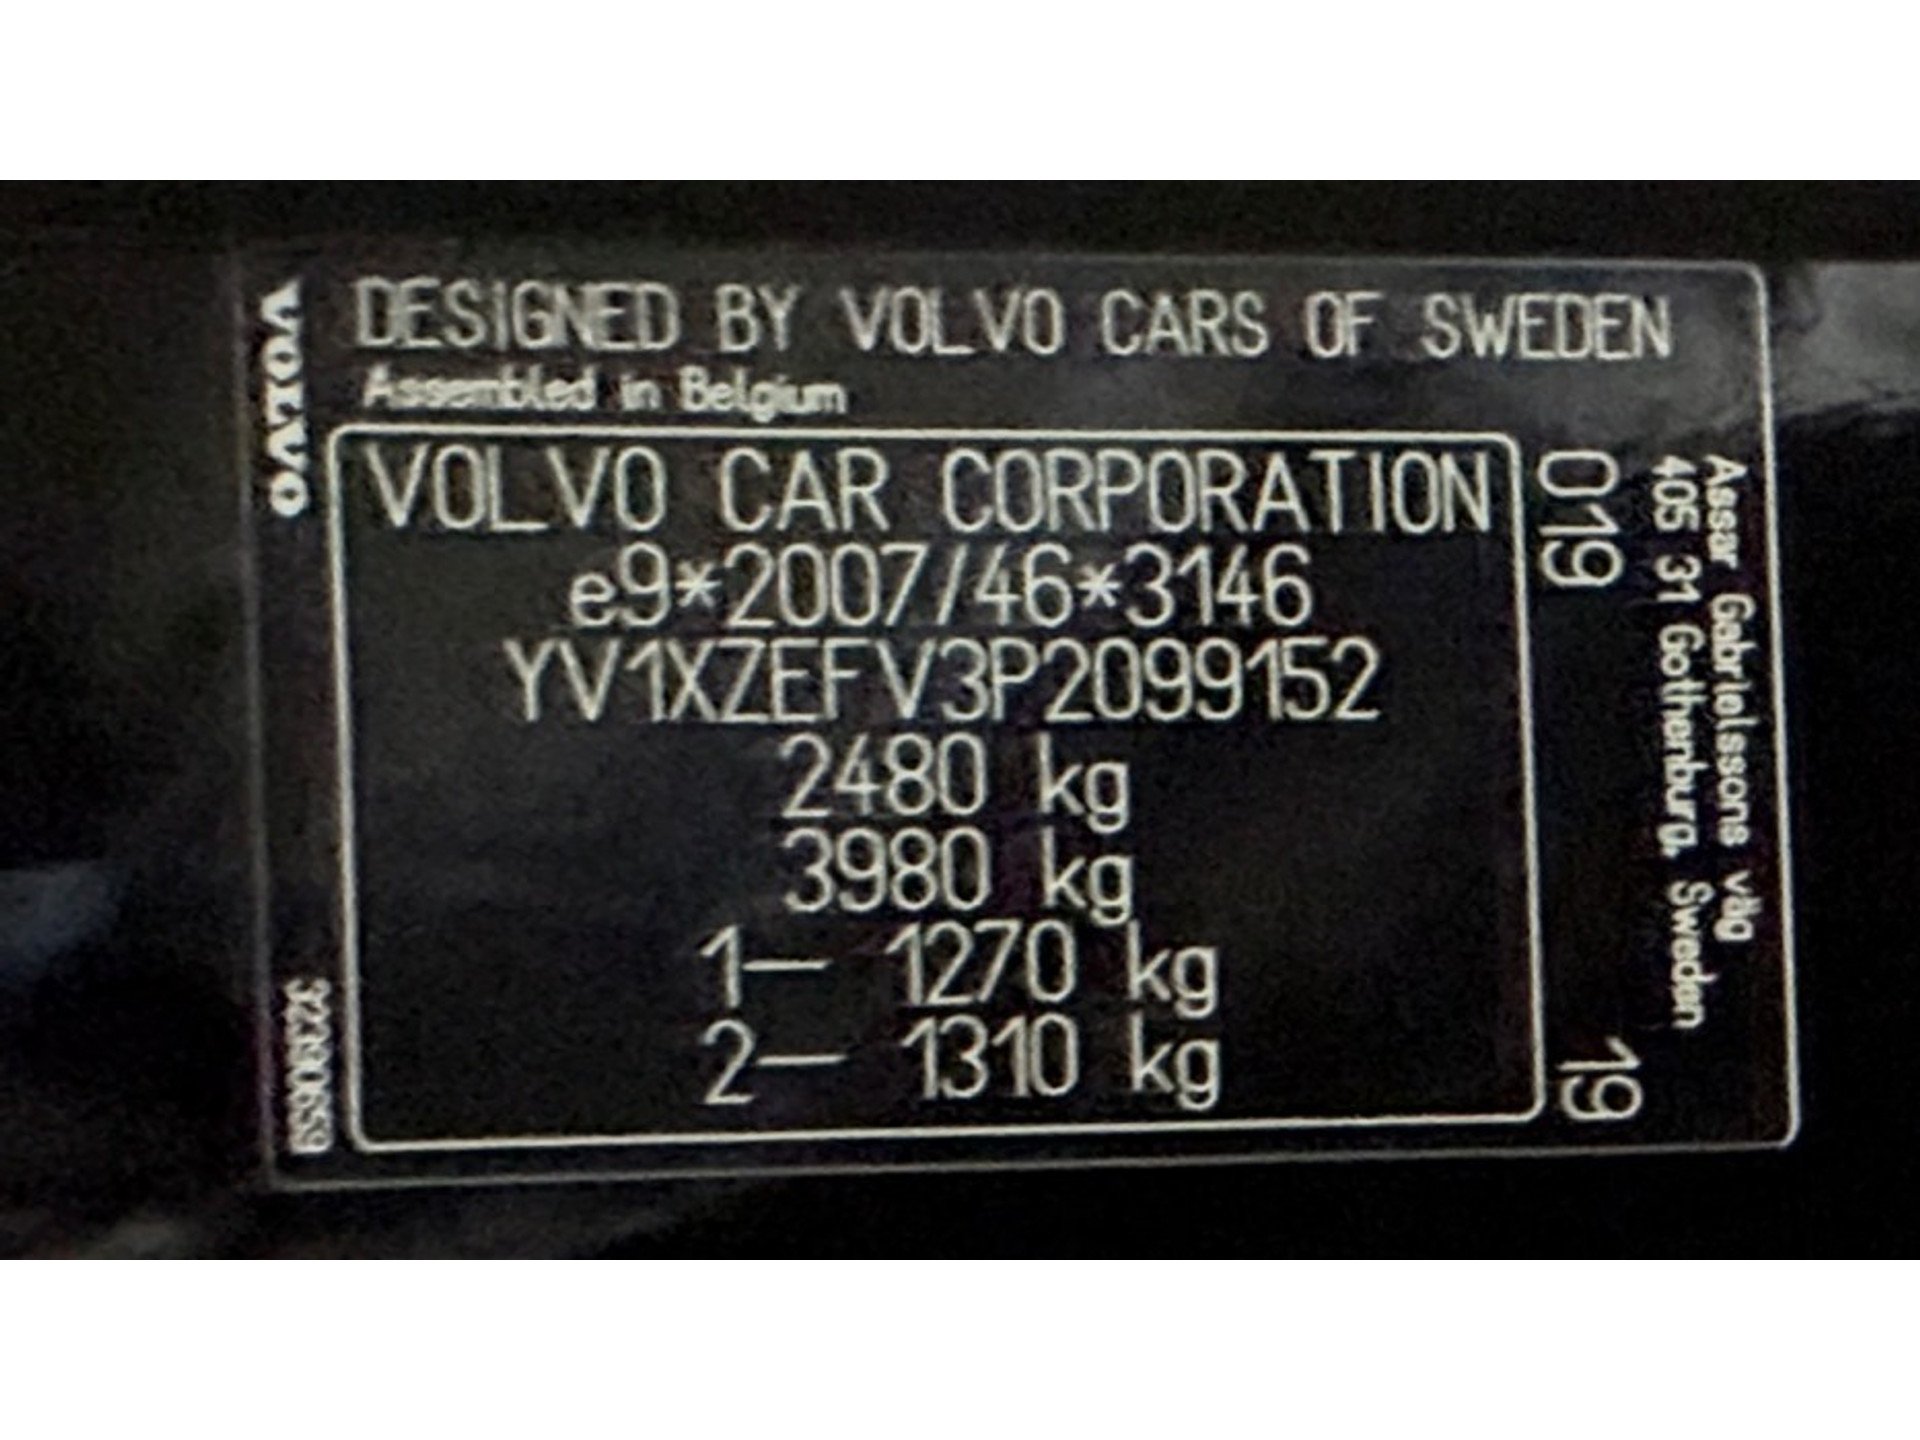 VOLVO
DESIGNED BY VOLVO CARS OF SWEDEN
Assembled in Belgium
VOLVO CAR CORPORATION
e9*2007/46*3146
YV1XZEFV3P2099152
2480 kg
3980 kg
1— 1270 kg
2— 1310 kg
019
19
Assar Gabrielssons väg
405 31 Gothenburg, Sweden